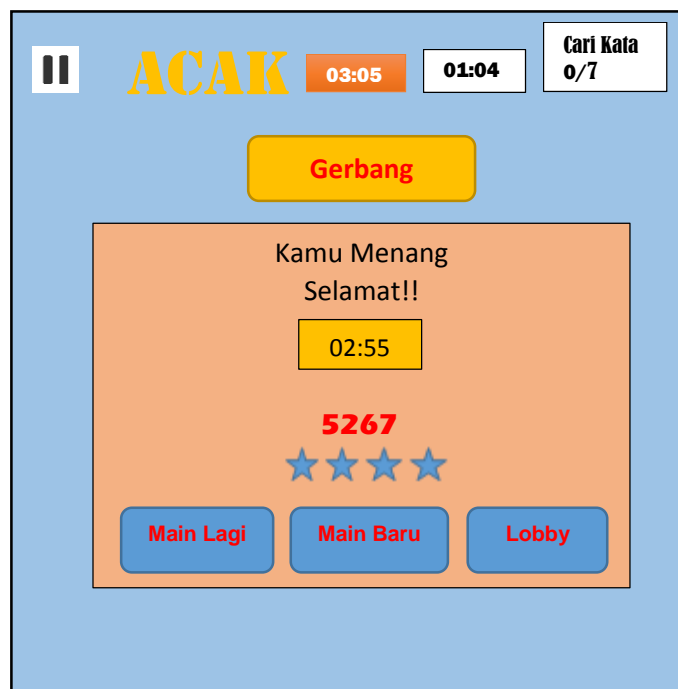 ACAK
03:05
01:04
Cari Kata
0/7
Gerbang
Kamu Menang
Selamat!!
02:55
5267
Main Lagi
Main Baru
Lobby